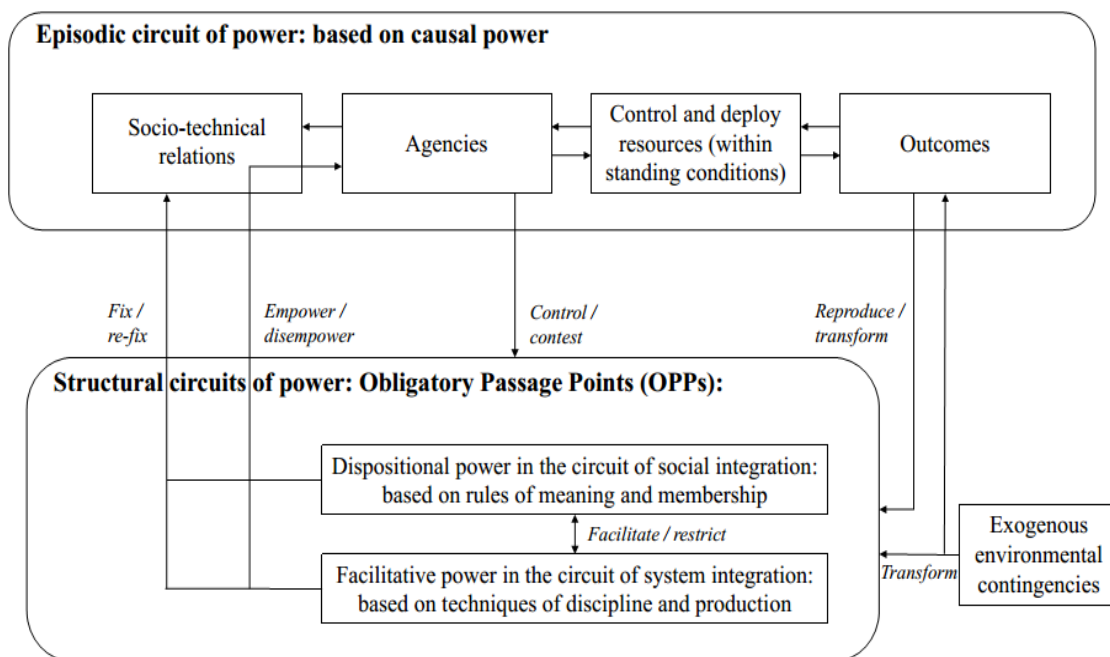 Episodic circuit of power: based on causal power
Socio-technical
relations
Agencies
Control and deploy
resources (within
standing conditions)
Outcomes
Fix /
re-fix
Empower /
disempower
Control /
contest
Reproduce /
transform
Structural circuits of power: Obligatory Passage Points (OPPs):
Dispositional power in the circuit of social integration:
based on rules of meaning and membership
Facilitate / restrict
Facilitative power in the circuit of system integration:
based on techniques of discipline and production
Transform
Exogenous
environmental
contingencies